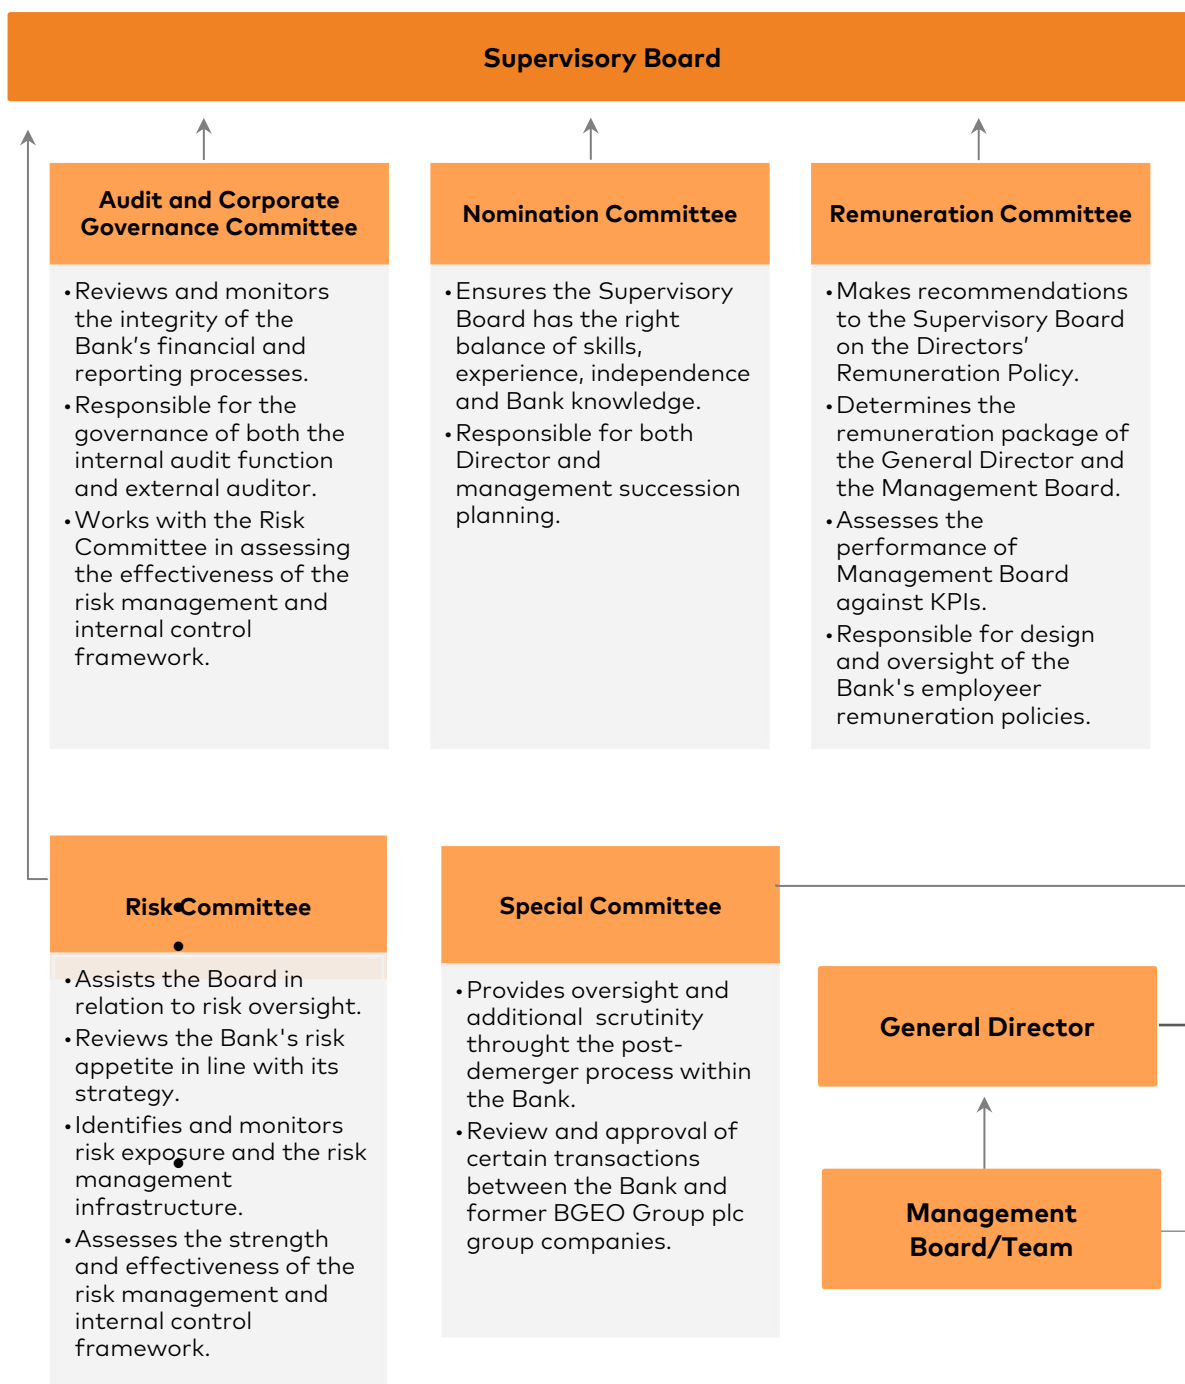 Supervisory Board
Audit and Corporate
Governance Committee
•Reviews and monitors
the integrity of the
Bank’s financial and
reporting processes.
•Responsible for the
governance of both the
internal audit function
and external auditor.
•Works with the Risk
Committee in assessing
the effectiveness of the
risk management and
internal control
framework.
Nomination Committee
•Ensures the Supervisory
Board has the right
balance of skills,
experience, independence
and Bank knowledge.
•Responsible for both
Director and
management succession
planning.
Remuneration Committee
•Makes recommendations
to the Supervisory Board
on the Directors’
Remuneration Policy.
•Determines the
remuneration package of
the General Director and
the Management Board.
•Assesses the
performance of
Management Board
against KPIs.
•Responsible for design
and oversight of the
Bank's employeer
remuneration policies.
Risk Committee
•Assists the Board in
relation to risk oversight.
•Reviews the Bank's risk
appetite in line with its
strategy.
•Identifies and monitors
risk exposure and the risk
management
infrastructure.
•Assesses the strength
and effectiveness of the
risk management and
internal control
framework.
Special Committee
•Provides oversight and
additional  scrutinity
throught the post-
demerger process within
the Bank.
•Review and approval of
certain transactions
between the Bank and
former BGEO Group plc
group companies.
General Director
Management
Board/Team